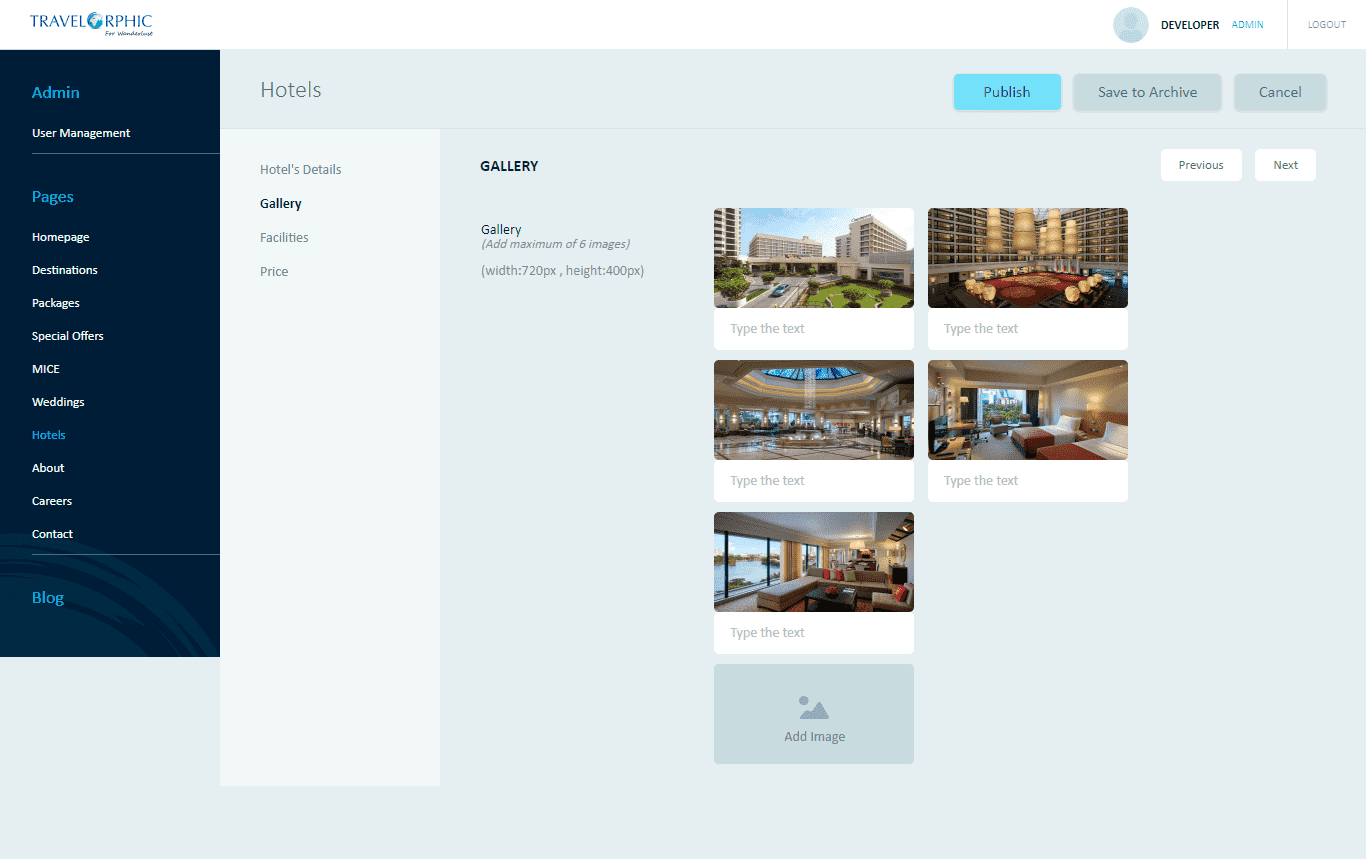 TRAVELORPHIC
For Wanderlust
DEVELOPER ADMIN LOGOUT
Admin
User Management
Pages
Homepage
Destinations
Packages
Special Offers
MICE
Weddings
Hotels
About
Careers
Contact
Blog
Hotels
Publish Save to Archive Cancel
Hotel's Details
Gallery
Facilities
Price
GALLERY
Previous Next
Gallery
(Add maximum of 6 images)
(width:720px , height:400px)
Type the text
Type the text
Type the text
Type the text
Type the text
Add Image